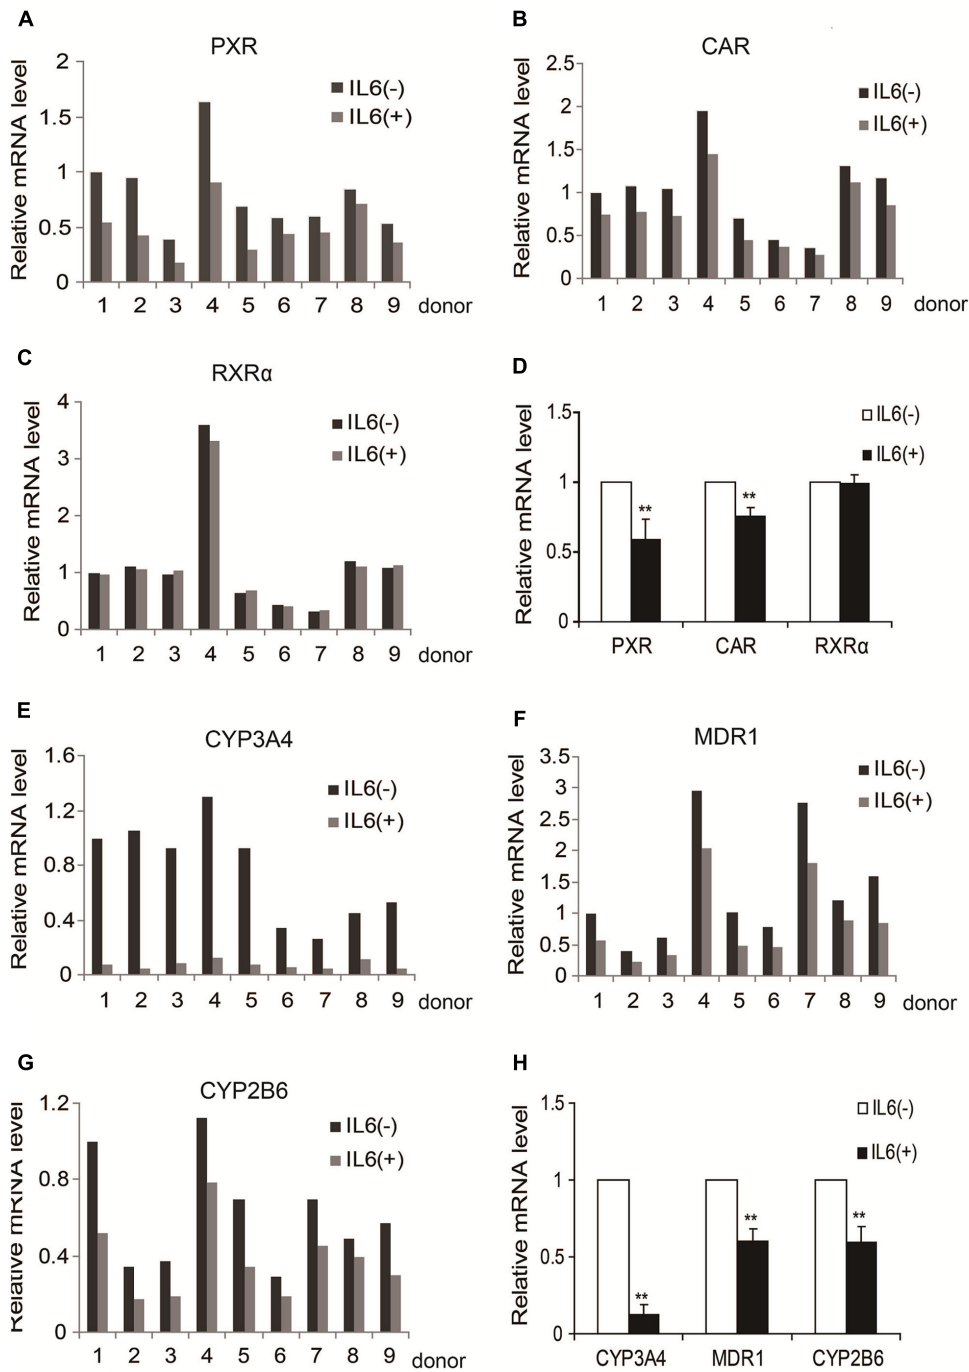 A
PXR
Relative mRNA level
2
1.5
1
0.5
0
IL6(-)
IL6(+)
1 2 3 4 5 6 7 8 9 donor
B
CAR
Relative mRNA level
2.5
2
1.5
1
0.5
0
IL6(-)
IL6(+)
1 2 3 4 5 6 7 8 9 donor
C
RXRα
Relative mRNA level
4
3
2
1
0
IL6(-)
IL6(+)
1 2 3 4 5 6 7 8 9 donor
D
Relative mRNA level
1.5
1
0.5
0
IL6(-)
IL6(+)
** **
PXR CAR RXRα
E
CYP3A4
Relative mRNA level
1.6
1.2
0.8
0.4
0
IL6(-)
IL6(+)
1 2 3 4 5 6 7 8 9 donor
F
MDR1
Relative mRNA level
3.5
3
2.5
2
1.5
1
0.5
0
IL6(-)
IL6(+)
1 2 3 4 5 6 7 8 9 donor
G
CYP2B6
Relative mRNA level
1.2
0.8
0.4
0
IL6(-)
IL6(+)
1 2 3 4 5 6 7 8 9 donor
H
Relative mRNA level
1.5
1
0.5
0
IL6(-)
IL6(+)
** ** **
CYP3A4 MDR1 CYP2B6